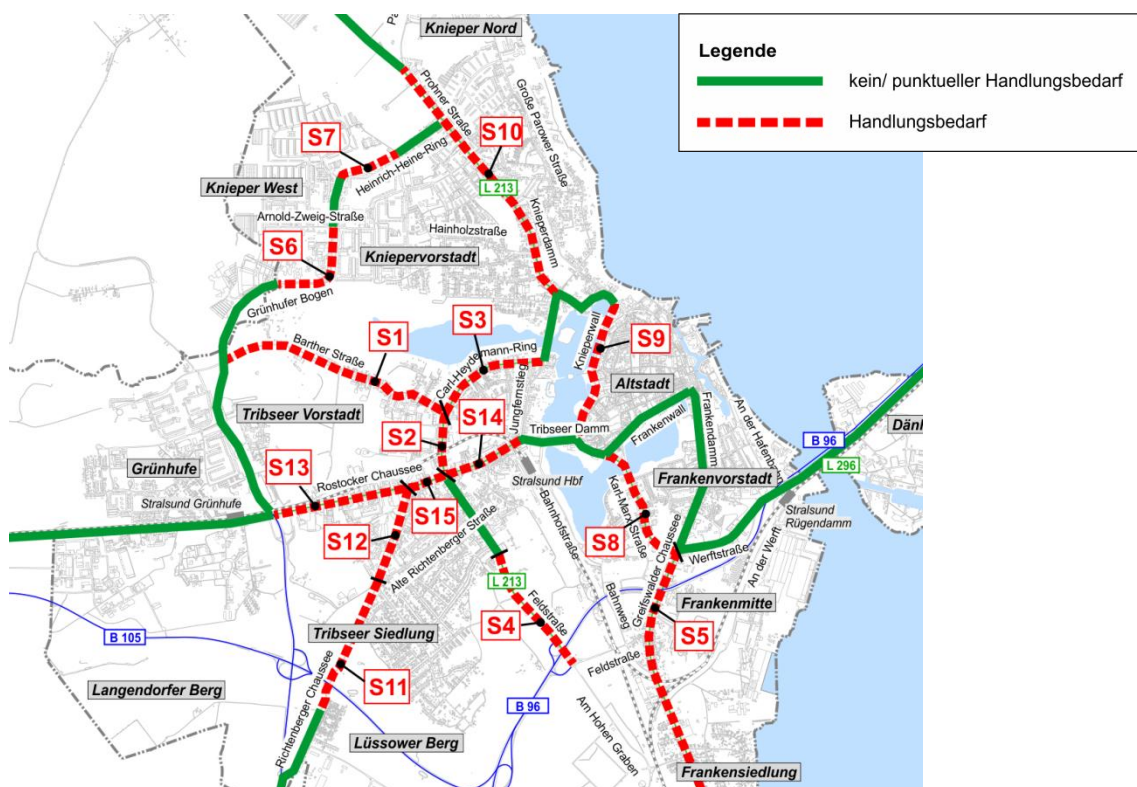 Knieper Nord
Pa
Legende
kein/ punktueller Handlungsbedarf
Handlungsbedarf
Prohner Straße
Große Parower Straße
S7
S10
Heinrich-Heine-Ring
L 213
Knieper West
Arnold-Zweig-Straße
Hainholzstraße
Knieperdamm
S6
Kniepervorstadt
Grünhufer Bogen
S3
S1
Barther Straße
Carl-Heydemann-Ring
Knieperwall
S9
Altstadt
Jungfernstieg
S14
Tribseer Vorstadt
Tribseer Damm
Frankenwall
Frankendamm
An der Hafenbahn
Dänh
S2
B 96
L 296
Grünhufe
S13
Rostocker Chaussee
Stralsund Hbf
Frankenvorstadt
Stralsund Grünhufe
S15
Karl-Marx-Straße
Stralsund
Rügendamm
S12
Bahnhofstraße
S8
Werftstraße
Alte Richtenberger Straße
An der Werft
L 213
Greifswalder Chaussee
Bahnweg
Frankenmitte
Feldstraße
S4
S5
B 105
Tribseer Siedlung
Feldstraße
S11
Langendorfer Berg
Richtenberger Chaussee
B 96
Am Hohen Graben
Lüssower Berg
Frankensiedlung